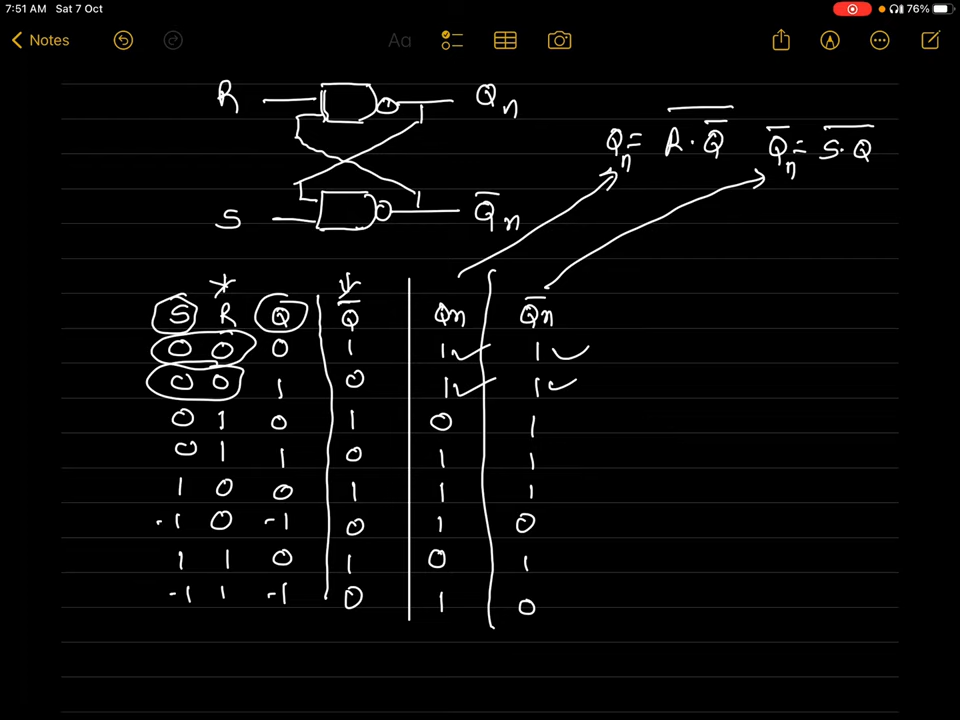 7:51 AM Sat 7 Oct 76%
Notes Aa
R Qn
Qn = \overline{R · Q̅} Q̅n = \overline{S · Q}
S Q̅n
S R Q Q̅ Qn Q̅n
0 0 0 1 1 ✓ 1 ✓
0 0 1 0 1 ✓ 1 ✓
0 1 0 1 0 1
0 1 1 0 1 1
1 0 0 1 1 1
-1 0 -1 0 1 0
1 1 0 1 0 1
-1 1 -1 0 1 0